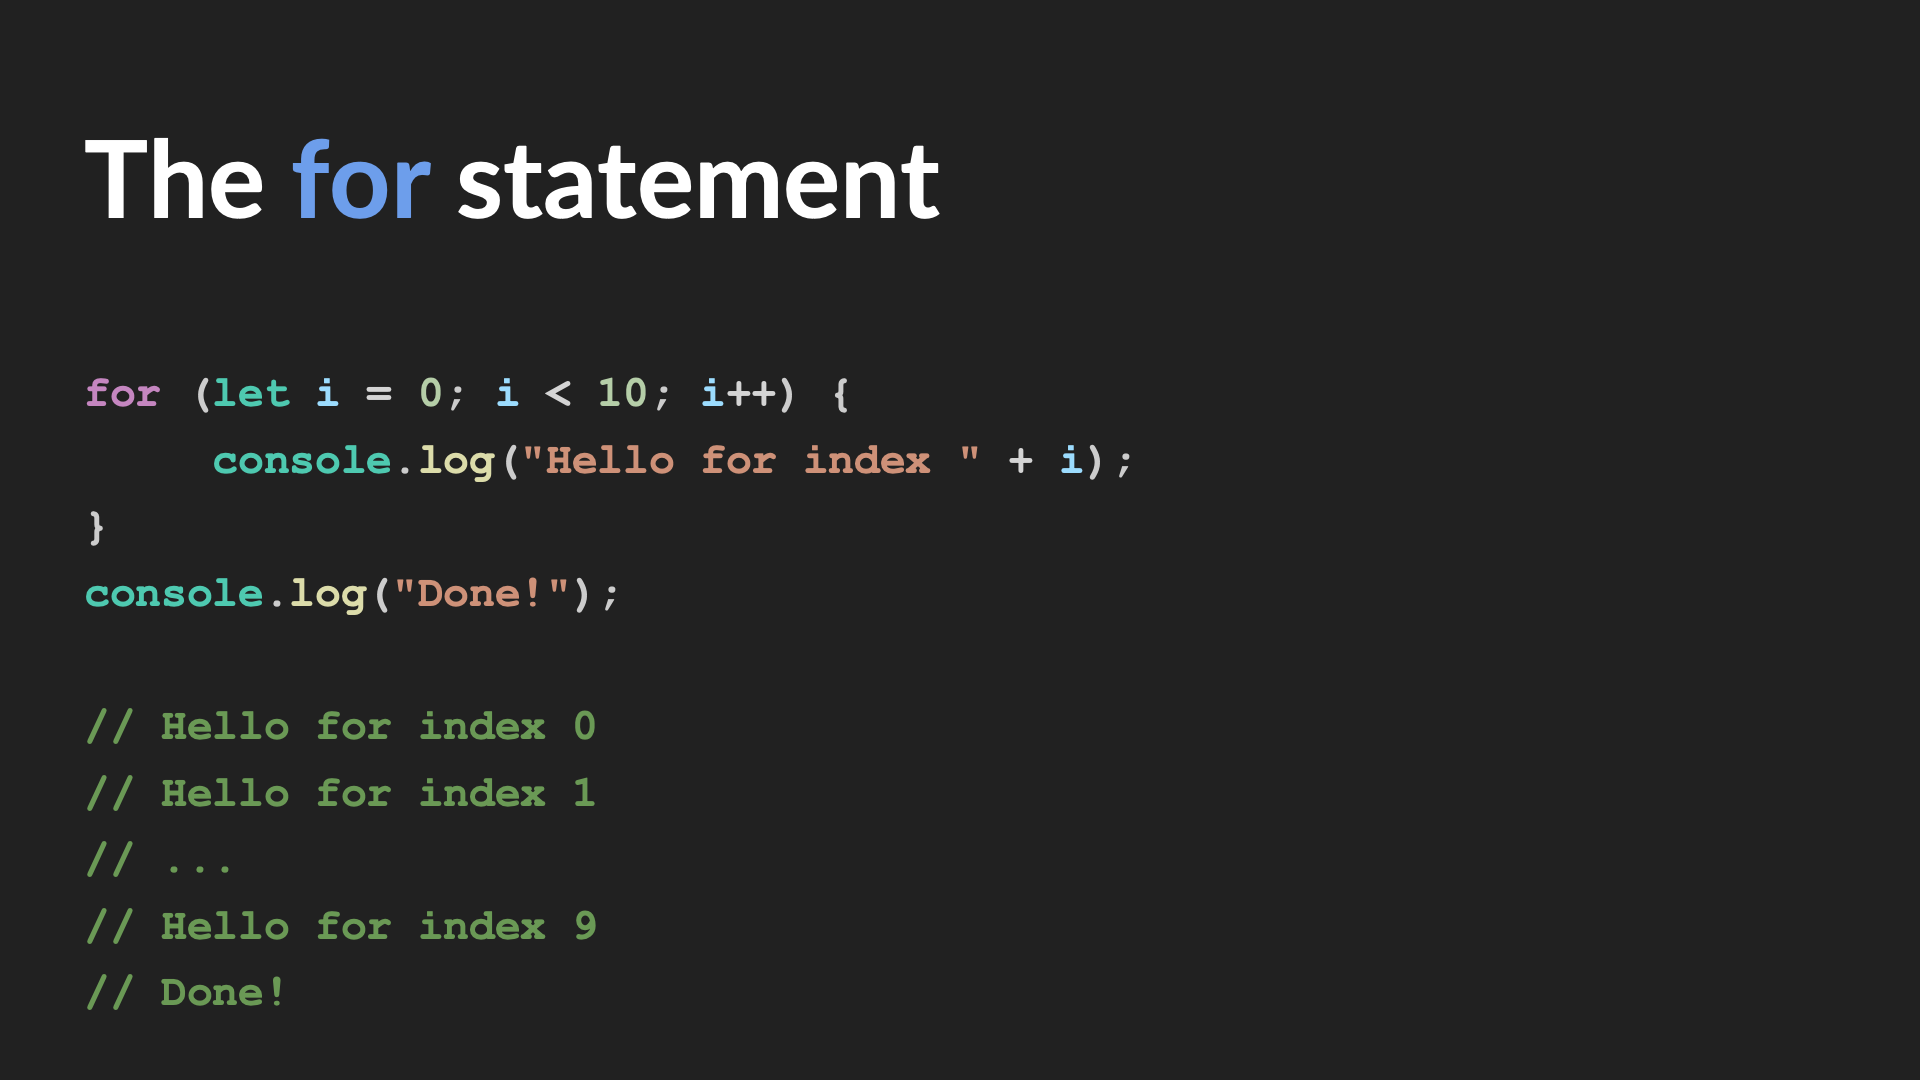 The for statement
for (let i = 0; i < 10; i++) {
     console.log("Hello for index " + i);
}
console.log("Done!");
// Hello for index 0
// Hello for index 1
// ...
// Hello for index 9
// Done!